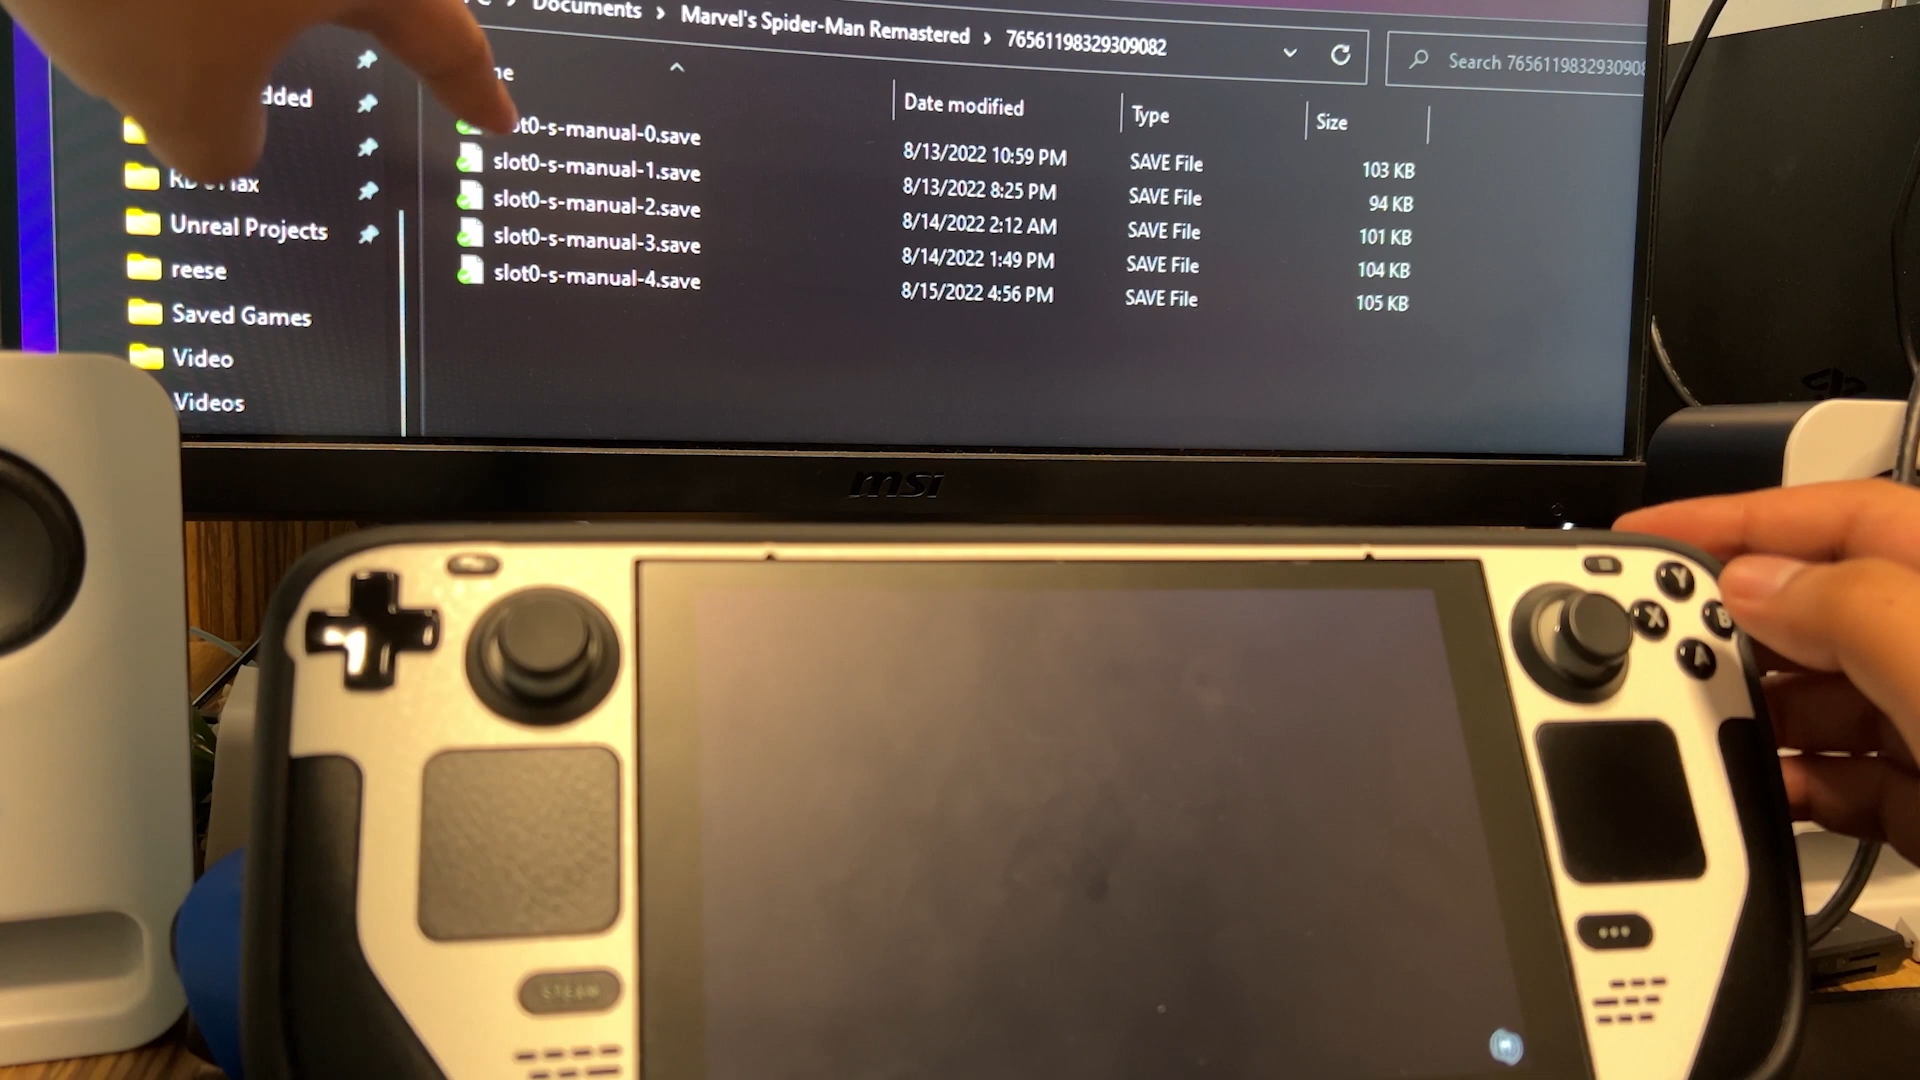 Documents > Marvel's Spider-Man Remastered > 76561198329309082
Search 7656119832930908
Date modified Type Size
slot0-s-manual-0.save 8/13/2022 10:59 PM SAVE File 103 KB
slot0-s-manual-1.save 8/13/2022 8:25 PM SAVE File 94 KB
slot0-s-manual-2.save 8/14/2022 2:12 AM SAVE File 101 KB
slot0-s-manual-3.save 8/14/2022 1:49 PM SAVE File 104 KB
slot0-s-manual-4.save 8/15/2022 4:56 PM SAVE File 105 KB
Unreal Projects
reese
Saved Games
Video
Videos
msi
Y
X
B
A
STEAM